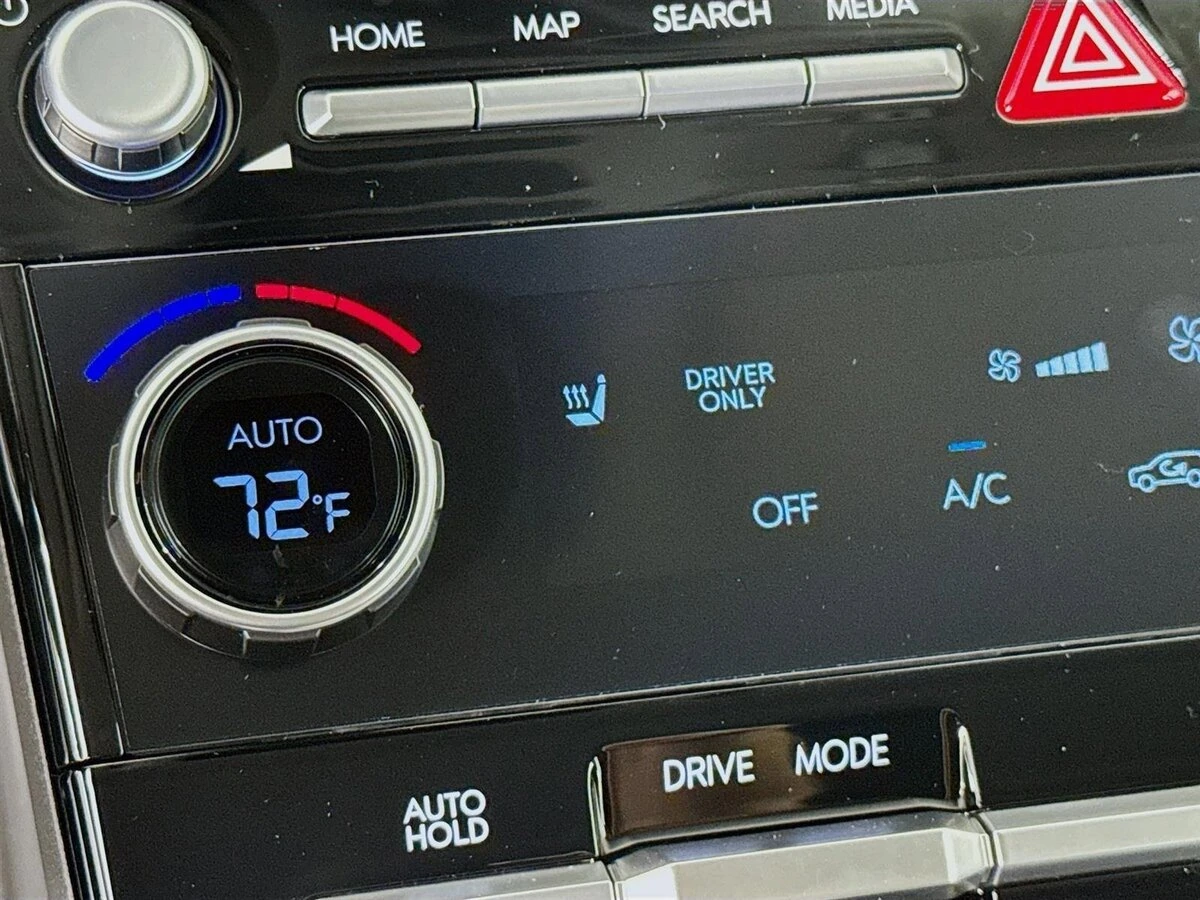 HOME MAP SEARCH MEDIA
DRIVER
ONLY
AUTO
72°F
OFF A/C
DRIVE MODE
AUTO
HOLD